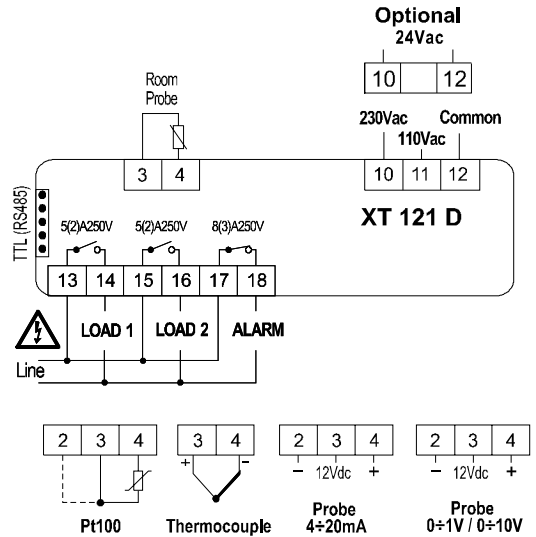 Optional
24Vac
10 12
Room
Probe
230Vac Common
110Vac
3 4
10 11 12
XT 121 D
TTL (RS485)
5(2)A250V 5(2)A250V 8(3)A250V
13 14 15 16 17 18
LOAD 1 LOAD 2 ALARM
Line
2 3 4
3 4
2 3 4
2 3 4
+ −
− 12Vdc +
− 12Vdc +
Pt100
Thermocouple
Probe
4÷20mA
Probe
0÷1V / 0÷10V